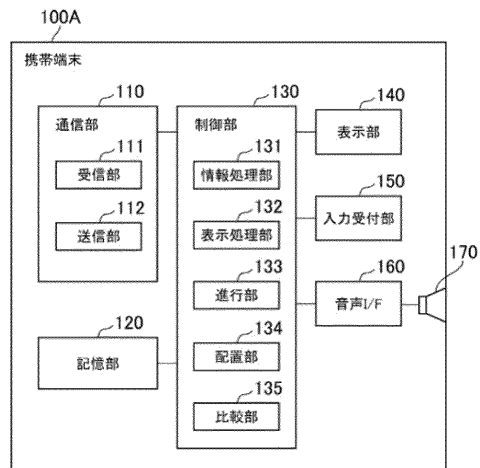 100A
携帯端末
110
通信部
111
受信部
112
送信部
120
記憶部
130
制御部
131
情報処理部
132
表示処理部
133
進行部
134
配置部
135
比較部
140
表示部
150
入力受付部
160
音声I/F
170